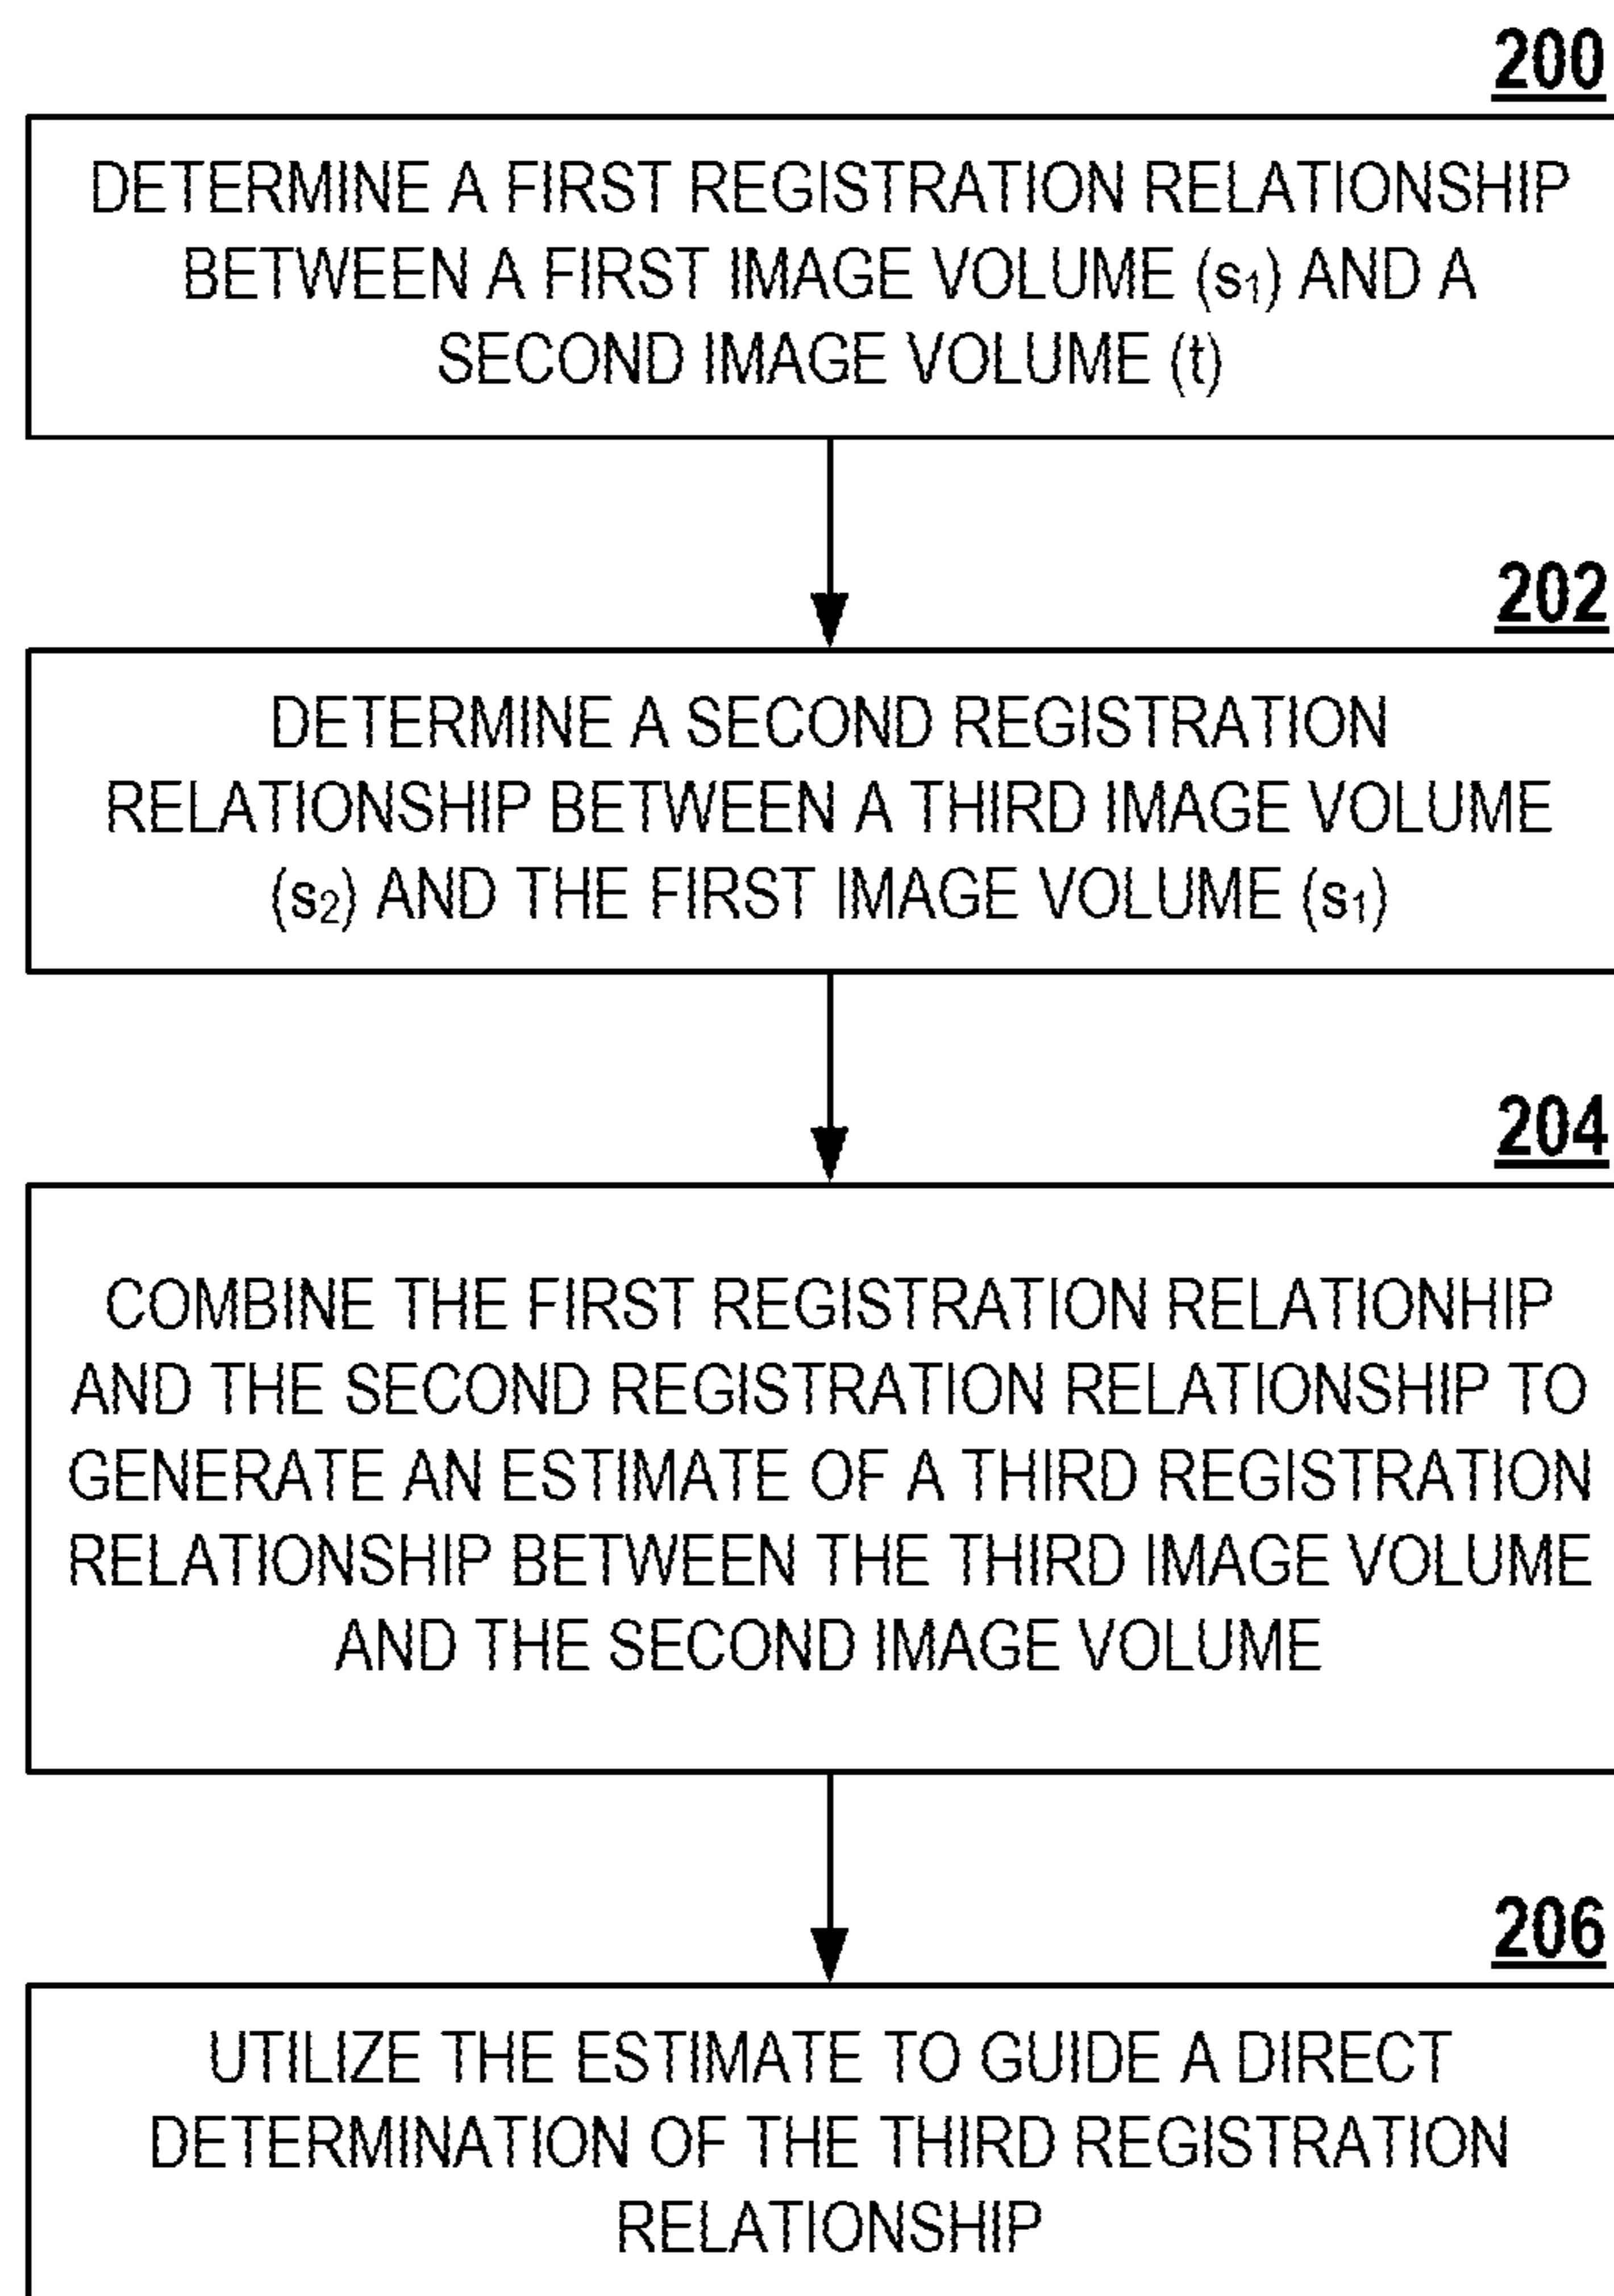 200
DETERMINE A FIRST REGISTRATION RELATIONSHIP
BETWEEN A FIRST IMAGE VOLUME (s₁) AND A
SECOND IMAGE VOLUME (t)
202
DETERMINE A SECOND REGISTRATION
RELATIONSHIP BETWEEN A THIRD IMAGE VOLUME
(s₂) AND THE FIRST IMAGE VOLUME (s₁)
204
COMBINE THE FIRST REGISTRATION RELATIONHIP
AND THE SECOND REGISTRATION RELATIONSHIP TO
GENERATE AN ESTIMATE OF A THIRD REGISTRATION
RELATIONSHIP BETWEEN THE THIRD IMAGE VOLUME
AND THE SECOND IMAGE VOLUME
206
UTILIZE THE ESTIMATE TO GUIDE A DIRECT
DETERMINATION OF THE THIRD REGISTRATION
RELATIONSHIP